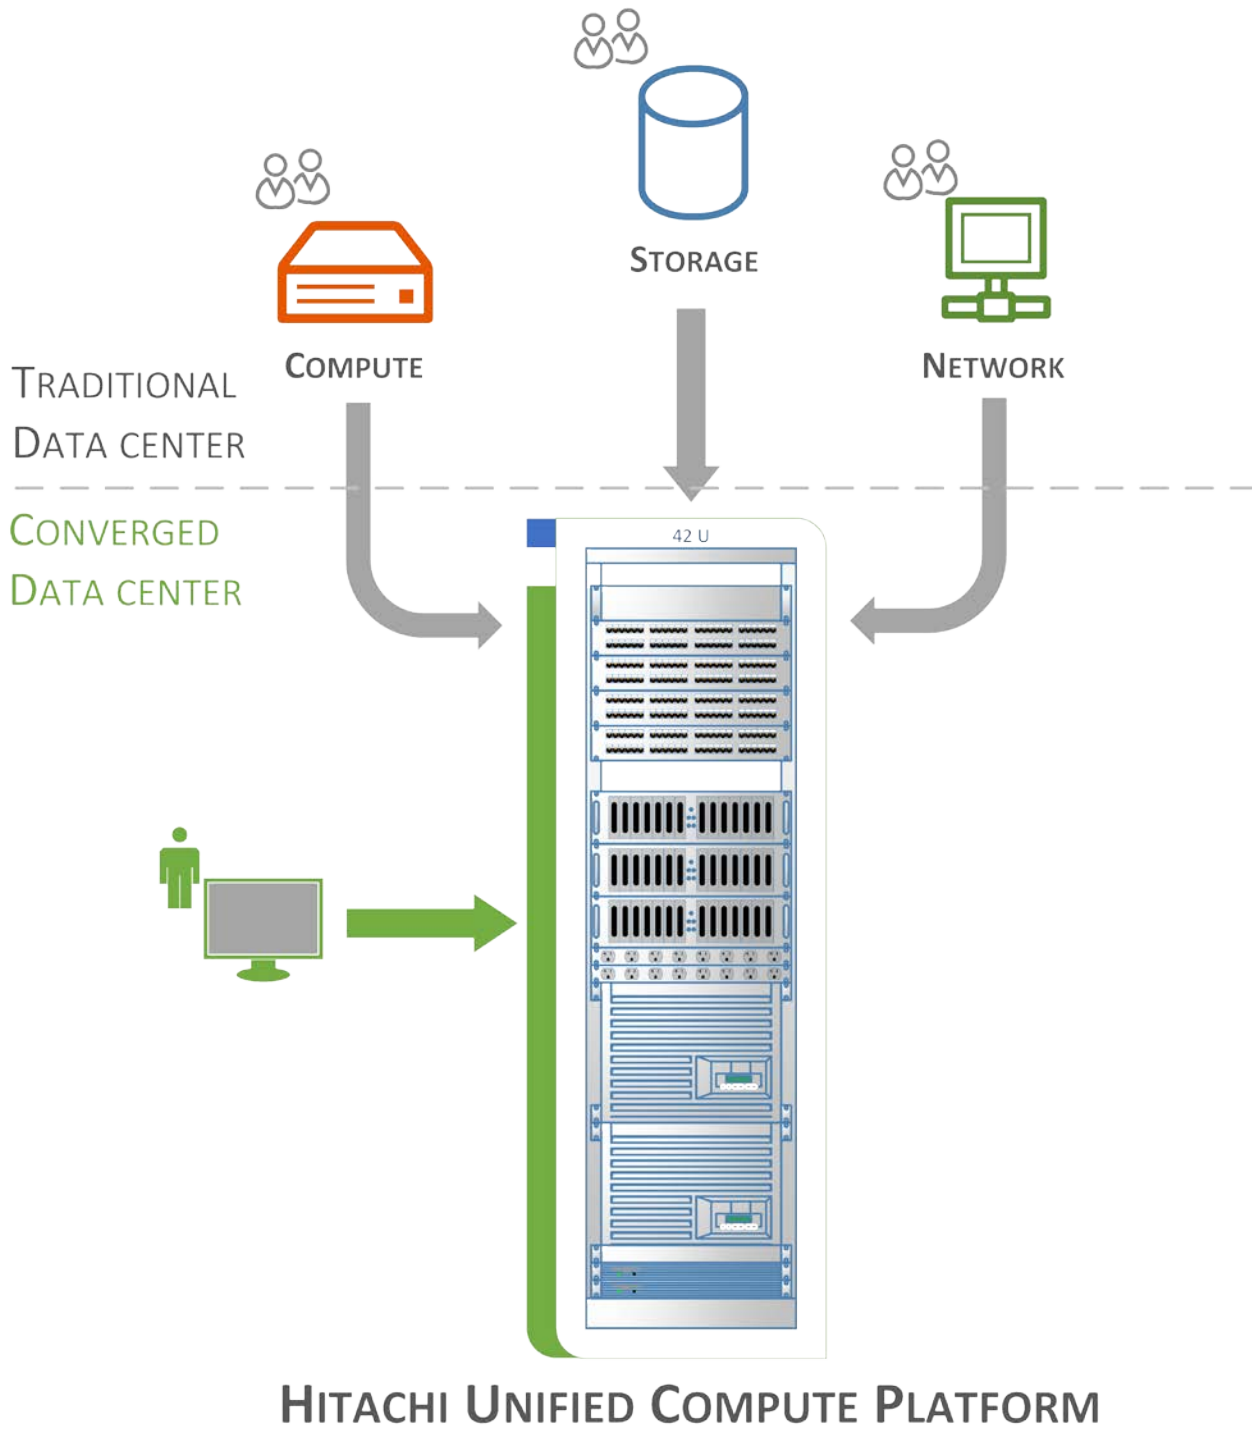 STORAGE
COMPUTE
NETWORK
TRADITIONAL
DATA CENTER
CONVERGED
DATA CENTER
42 U
HITACHI UNIFIED COMPUTE PLATFORM